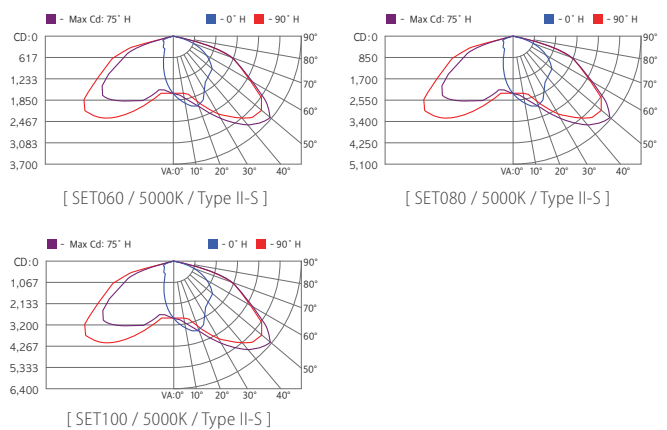 - Max Cd: 75˚ H - 0˚ H - 90˚ H
CD:0
617
1,233
1,850
2,467
3,083
3,700
90°
80°
70°
60°
50°
VA:0° 10° 20° 30° 40°
[ SET060 / 5000K / Type II-S ]
- Max Cd: 75˚ H - 0˚ H - 90˚ H
CD:0
850
1,700
2,550
3,400
4,250
5,100
90°
80°
70°
60°
50°
VA:0° 10° 20° 30° 40°
[ SET080 / 5000K / Type II-S ]
- Max Cd: 75˚ H - 0˚ H - 90˚ H
CD:0
1,067
2,133
3,200
4,267
5,333
6,400
90°
80°
70°
60°
50°
VA:0° 10° 20° 30° 40°
[ SET100 / 5000K / Type II-S ]